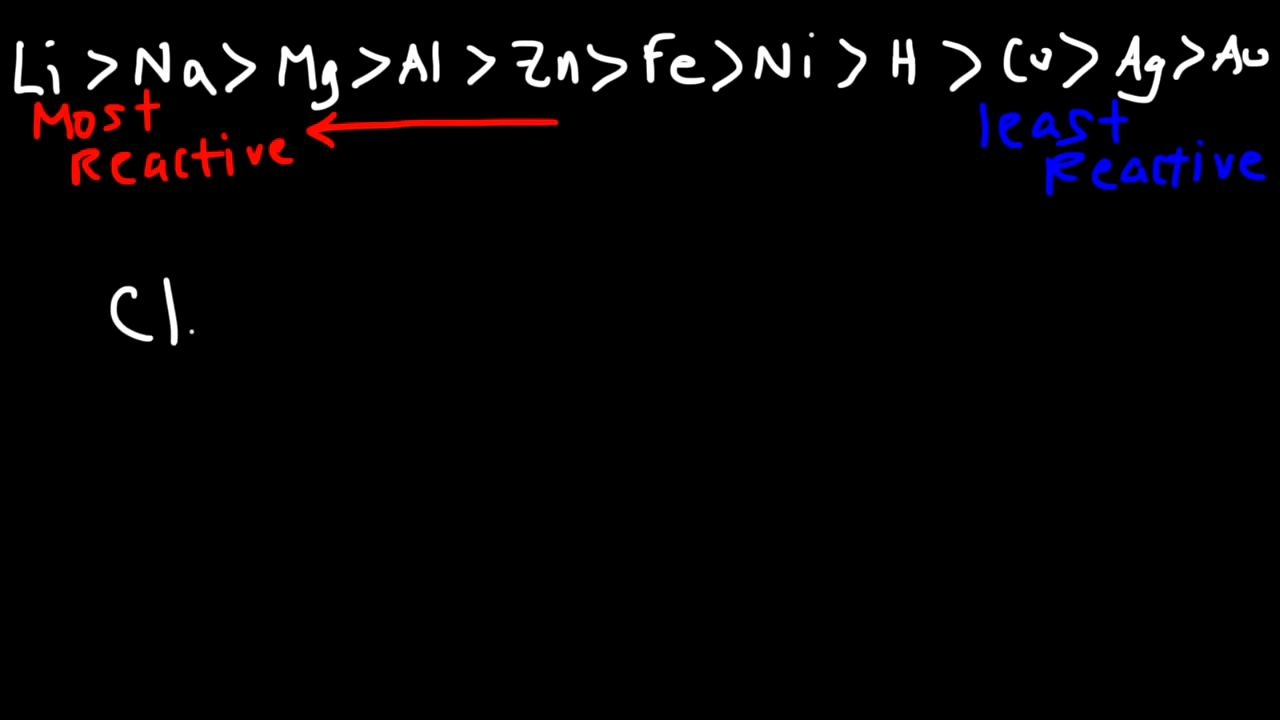 Li > Na > Mg > Al > Zn > Fe > Ni > H > Cu > Ag > Au
Most
Reactive
least
Reactive
Cl.